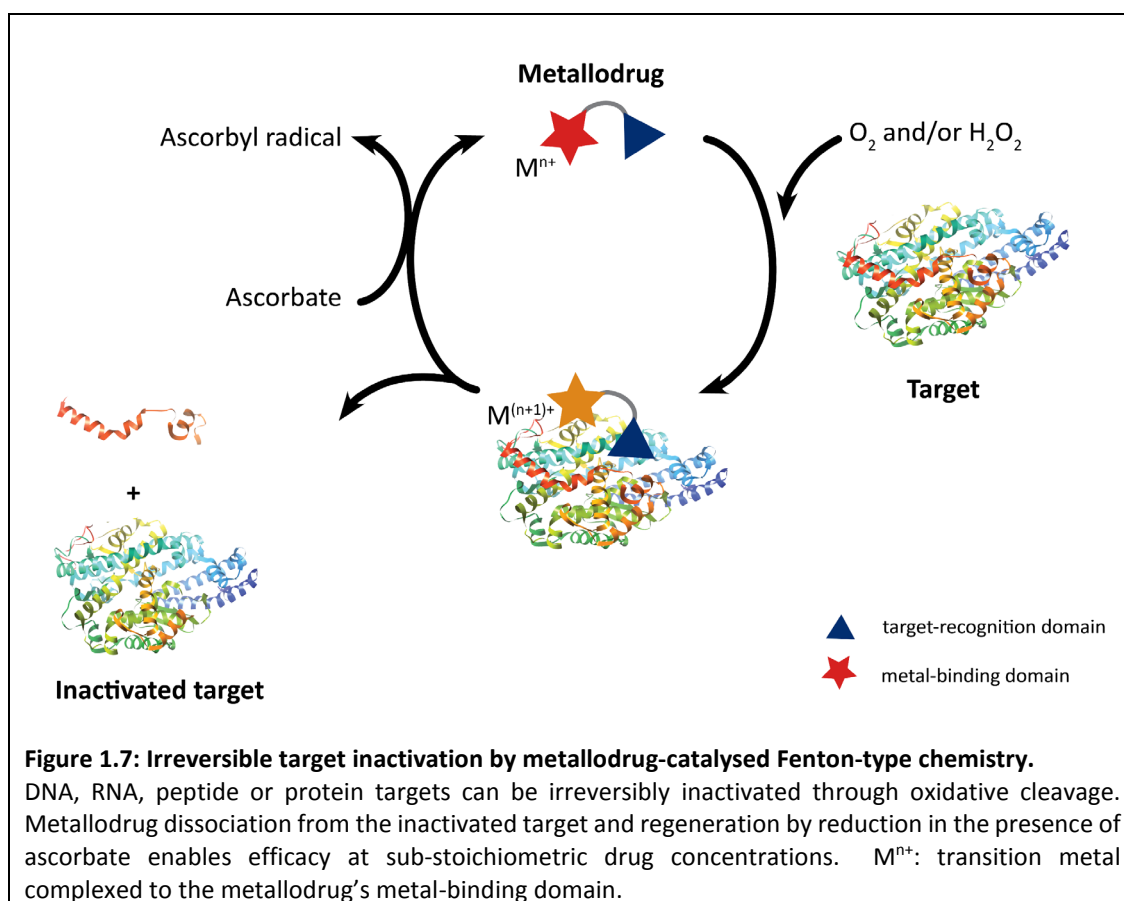 Metallodrug
Ascorbyl radical
Mⁿ⁺
O₂ and/or H₂O₂
Ascorbate
Target
M⁽ⁿ⁺¹⁾⁺
+
Inactivated target
target-recognition domain
metal-binding domain
Figure 1.7: Irreversible target inactivation by metallodrug-catalysed Fenton-type chemistry.
DNA, RNA, peptide or protein targets can be irreversibly inactivated through oxidative cleavage.
Metallodrug dissociation from the inactivated target and regeneration by reduction in the presence of
ascorbate enables efficacy at sub-stoichiometric drug concentrations. Mⁿ⁺: transition metal
complexed to the metallodrug's metal-binding domain.